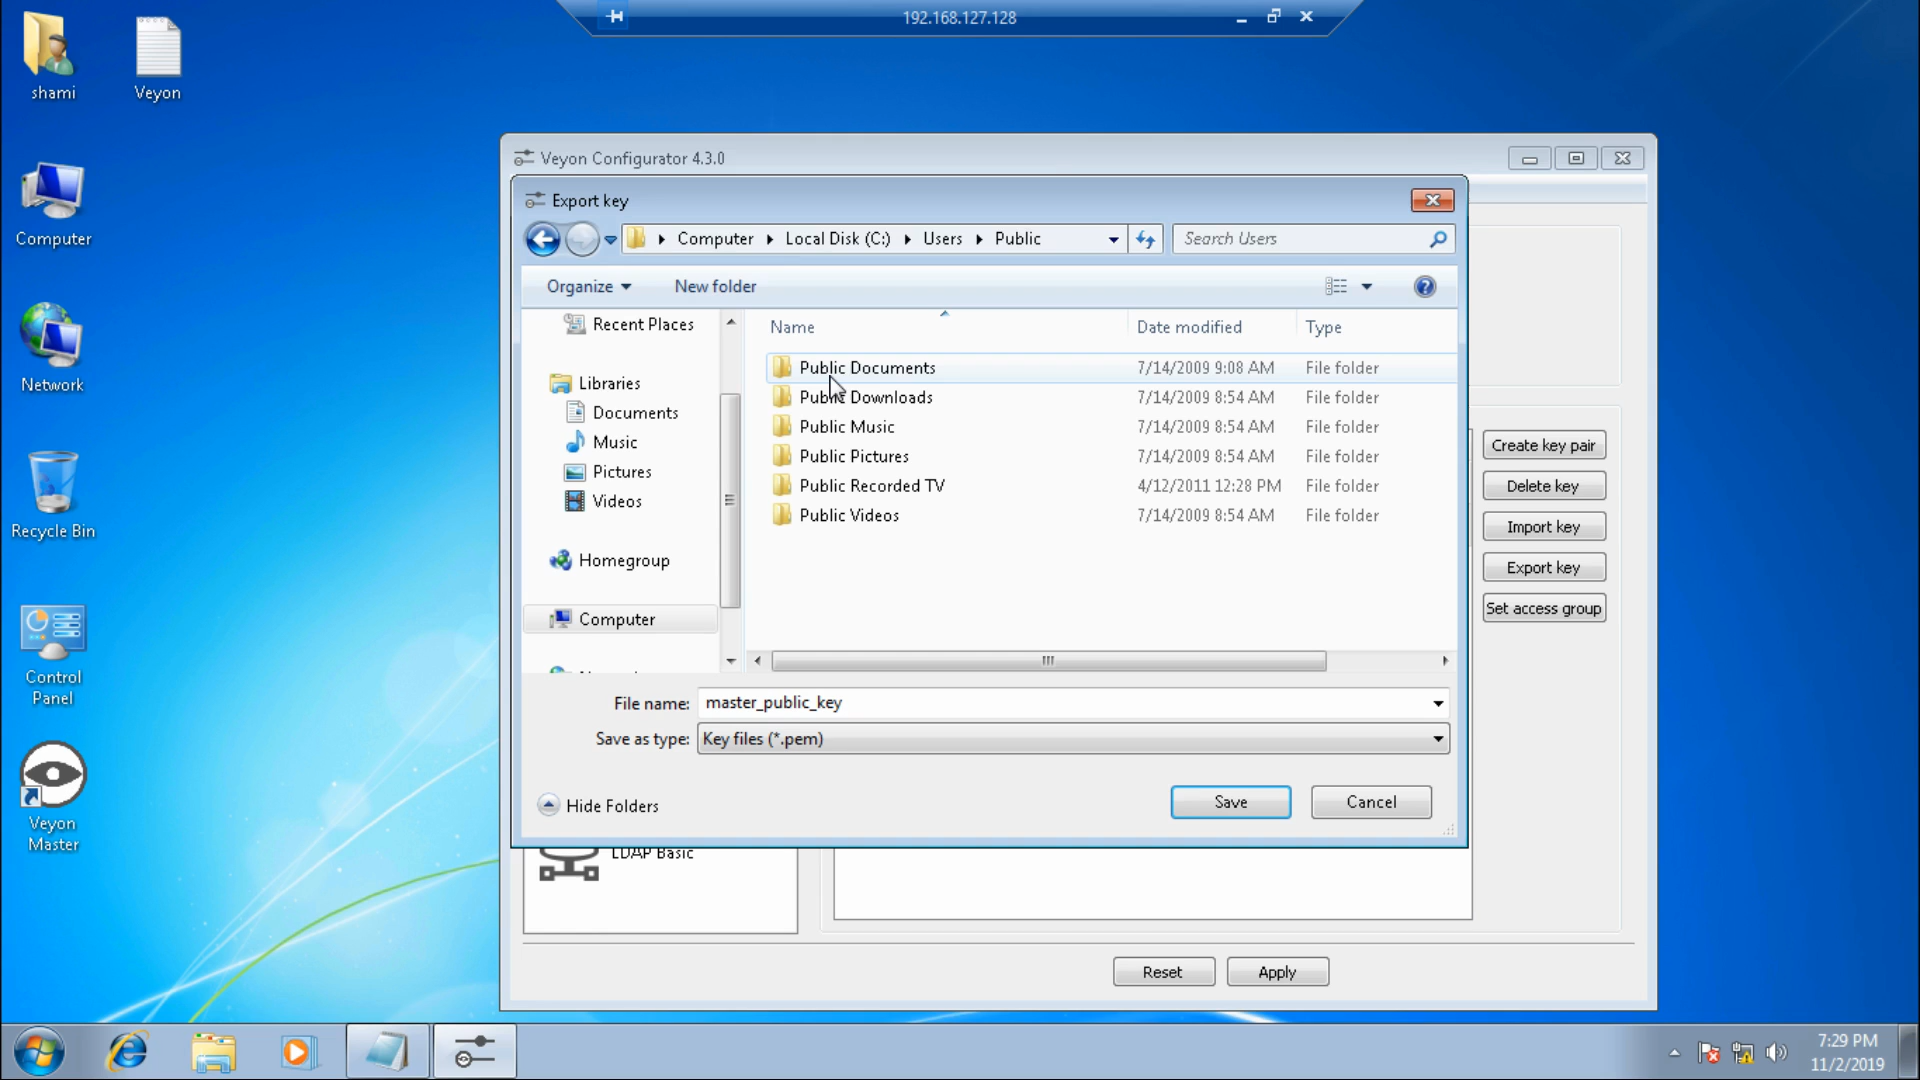 192.168.127.128
shami
Veyon
Computer
Network
Recycle Bin
Control
Panel
Veyon
Master
Veyon Configurator 4.3.0
Export key
Computer
Local Disk (C:)
Users
Public
Search Users
Organize
New folder
Recent Places
Libraries
Documents
Music
Pictures
Videos
Homegroup
Computer
Name
Date modified
Type
Public Documents 7/14/2009 9:08 AM File folder
Public Downloads 7/14/2009 8:54 AM File folder
Public Music 7/14/2009 8:54 AM File folder
Public Pictures 7/14/2009 8:54 AM File folder
Public Recorded TV 4/12/2011 12:28 PM File folder
Public Videos 7/14/2009 8:54 AM File folder
File name: master_public_key
Save as type: Key files (*.pem)
Hide Folders
Save
Cancel
Create key pair
Delete key
Import key
Export key
Set access group
LDAP Basic
Reset
Apply
7:29 PM
11/2/2019